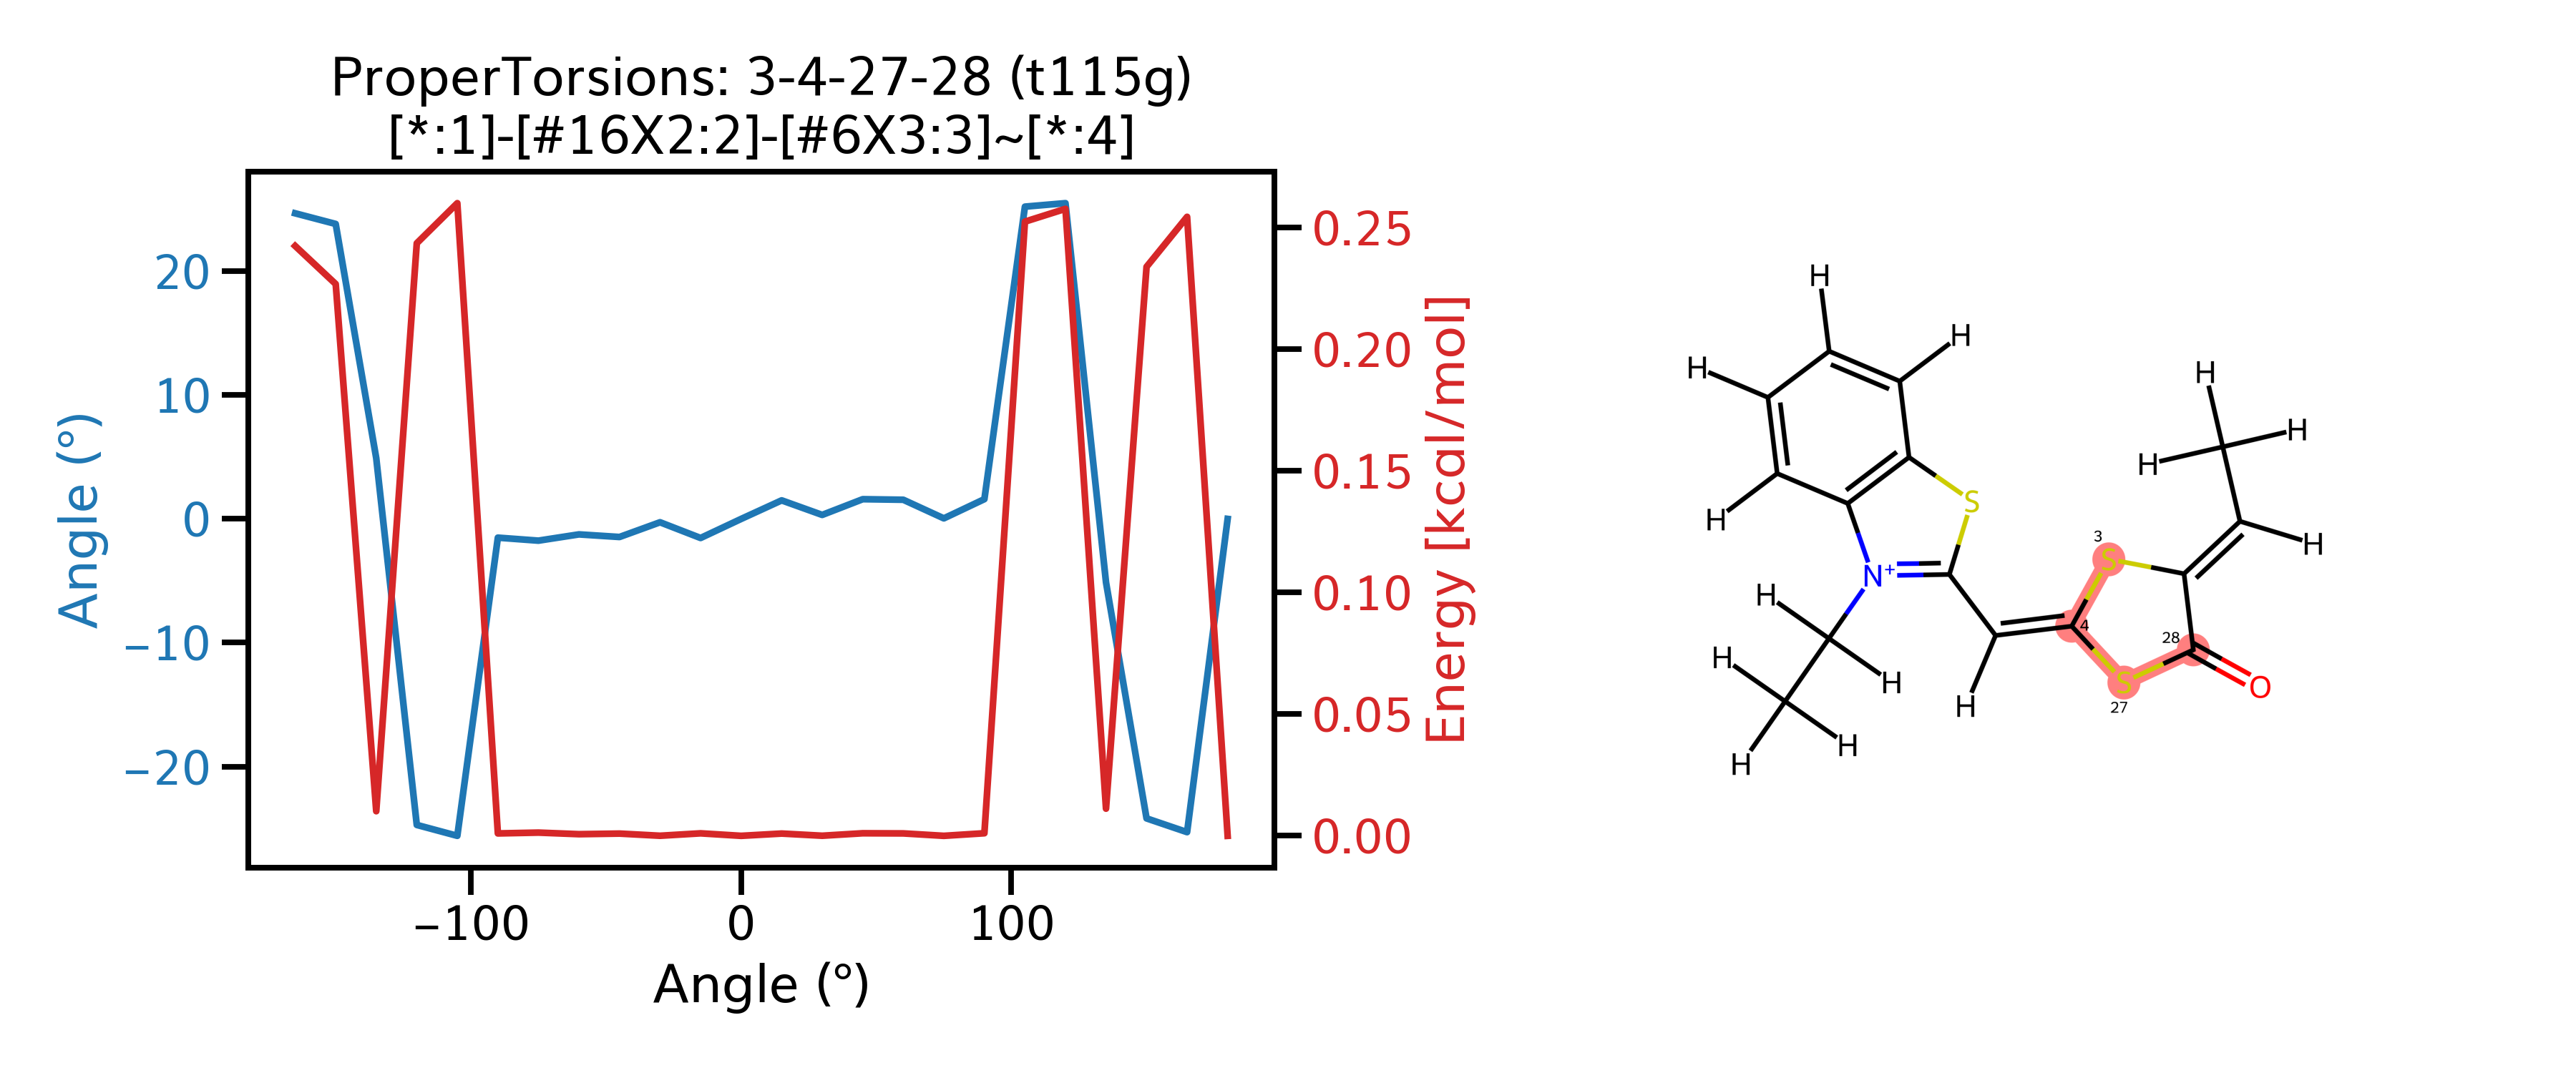 ProperTorsions: 3-4-27-28 (t115g)
[*:1]-[#16X2:2]-[#6X3:3]~[*:4]
Angle (°)
20
10
0
−10
−20
0.25
0.20
0.15
0.10
0.05
0.00
Energy [kcal/mol]
−100
0
100
Angle (°)
H
H
H
H
H
H
H
S
3
S
H
H
N⁺
H
4
28
H
H
S
O
27
H
H
H